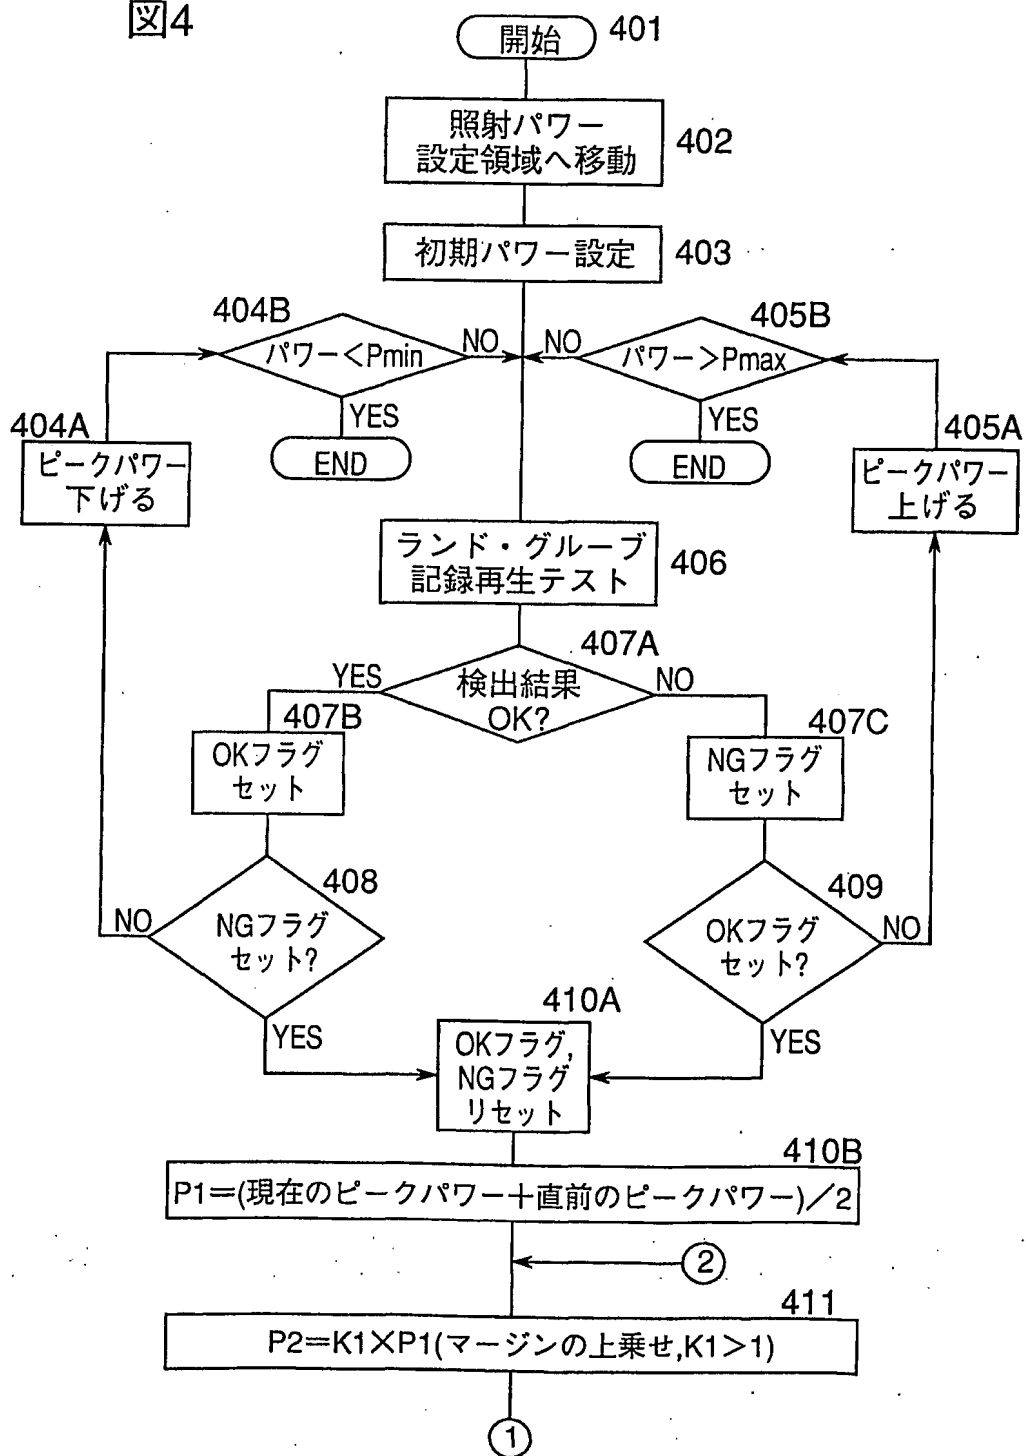 図4
開始
401
照射パワー
設定領域へ移動
402
初期パワー設定
403
404B
パワー<Pmin
NO
YES
END
405B
パワー>Pmax
NO
YES
END
404A
ピークパワー
下げる
405A
ピークパワー
上げる
ランド・グルーブ
記録再生テスト
406
407A
検出結果
OK?
YES
NO
407B
OKフラグ
セット
407C
NGフラグ
セット
408
NGフラグ
セット?
NO
YES
409
OKフラグ
セット?
NO
YES
410A
OKフラグ,
NGフラグ
リセット
410B
P1=(現在のピークパワー+直前のピークパワー)/2
2
411
P2=K1×P1(マージンの上乗せ,K1>1)
1